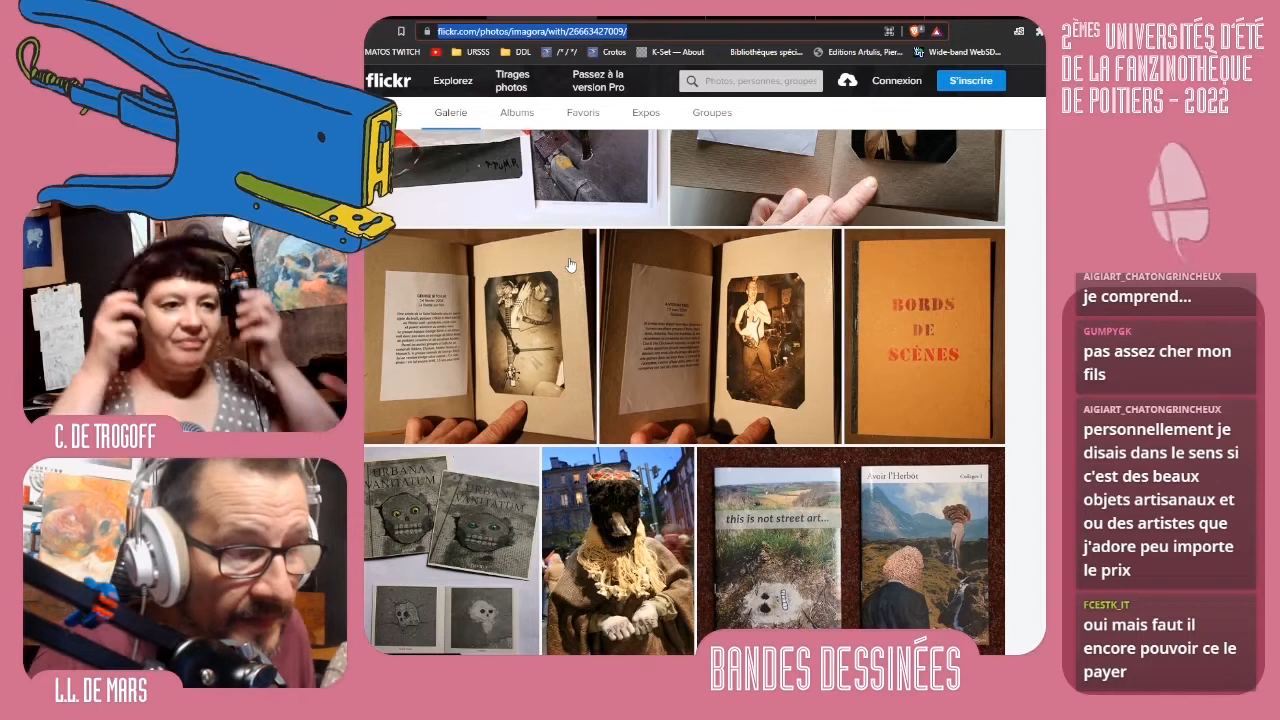 flickr.com/photos/imagora/with/26663427009/
MATOS TWITCH
URSSS
DDL
/*/*/
Crotos
K-Set — About
Bibliothèques spéci...
Editions Artulis, Pier...
Wide-band WebSD...
flickr
Explorez
Tirages photos
Passez à la version Pro
Photos, personnes, groupes
Connexion
S'inscrire
Galerie
Albums
Favoris
Expos
Groupes
BORDS
DE
SCÈNES
URBANA
VANITATUM
URBANA
VANITATUM
this is not street art...
Avoir l'Herbôt
Collages 1
C. DE TROGOFF
L.L. DE MARS
BANDES DESSINÉES
2ÈMES UNIVERSITÉS D'ÉTÉ
DE LA FANZINOTHÈQUE
DE POITIERS - 2022
AIGIART_CHATONGRINCHEUX
je comprend...
GUMPYGK
pas assez cher mon
fils
AIGIART_CHATONGRINCHEUX
personnellement je
disais dans le sens si
c'est des beaux
objets artisanaux et
ou des artistes que
j'adore peu importe
le prix
FCESTK_IT
oui mais faut il
encore pouvoir ce le
payer